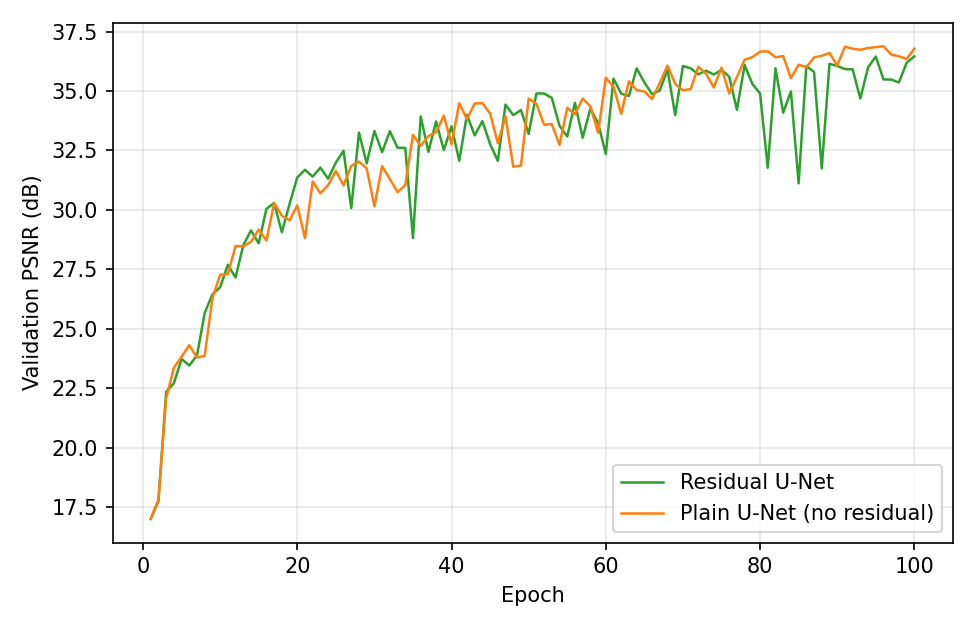 37.5
35.0
32.5
30.0
27.5
25.0
22.5
20.0
17.5
Validation PSNR (dB)
Residual U-Net
Plain U-Net (no residual)
0 20 40 60 80 100
Epoch